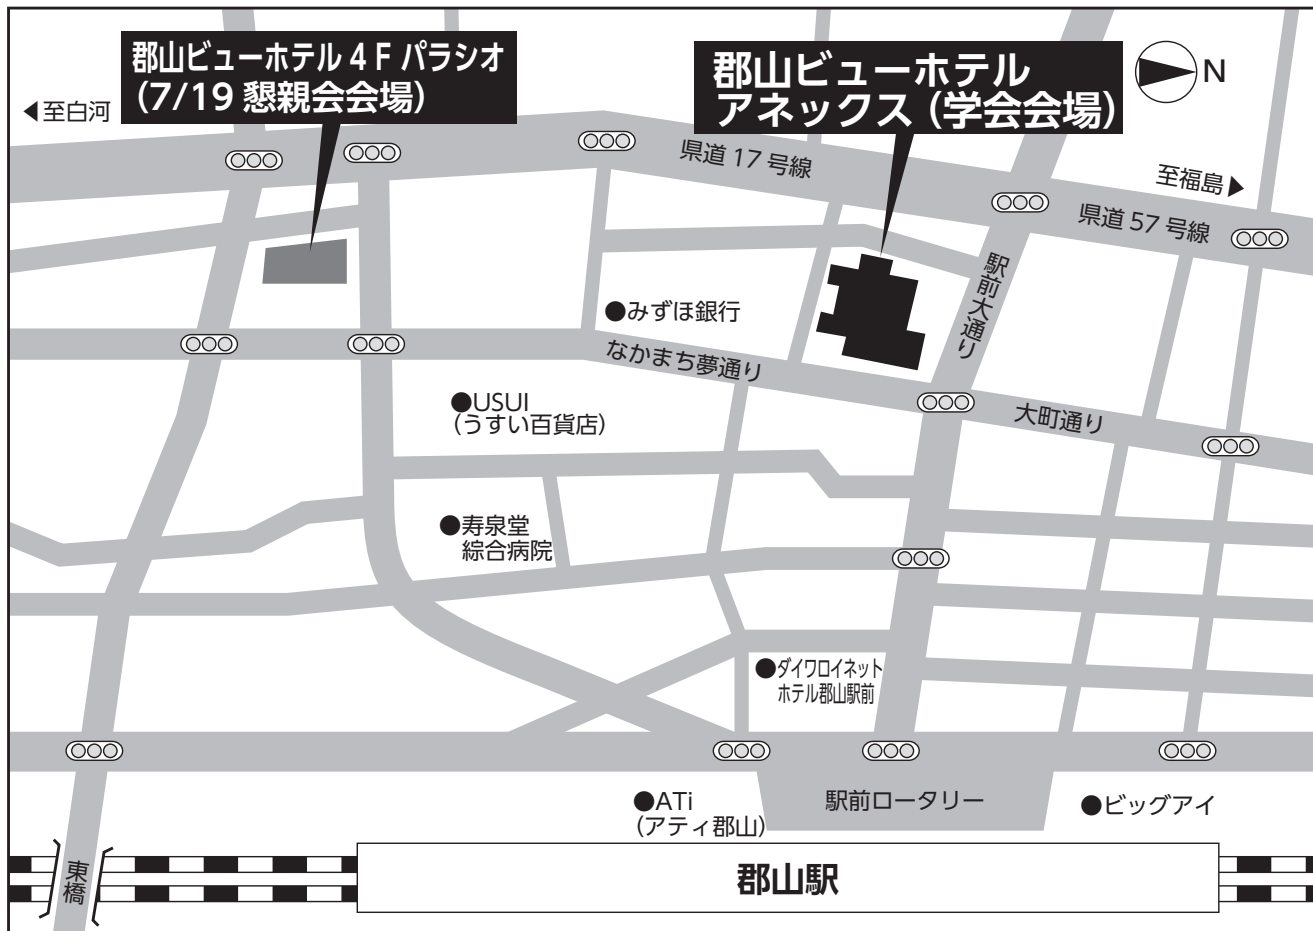 郡山ビューホテル 4 F パラシオ
（7/19 懇親会会場）
郡山ビューホテル
アネックス（学会会場）
N
◀至白河
県道 17 号線
至福島▶
県道 57 号線
駅前大通り
●みずほ銀行
なかまち夢通り
●USUI
（うすい百貨店）
大町通り
●寿泉堂
綜合病院
●ダイワロイネット
ホテル郡山駅前
●ATi
（アティ郡山）
駅前ロータリー
●ビッグアイ
東橋
郡山駅